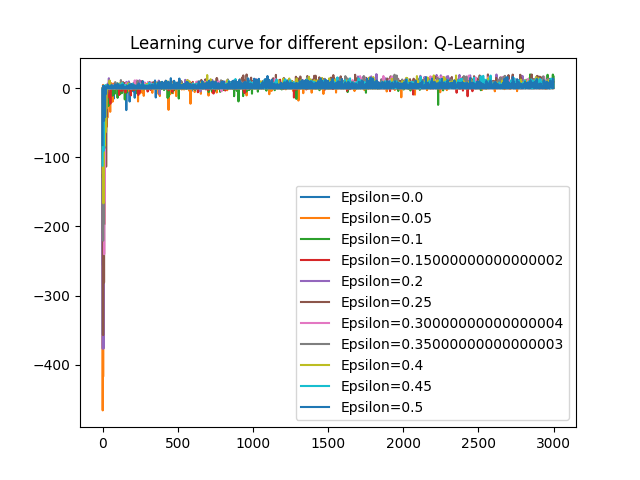 Learning curve for different epsilon: Q-Learning
0
−100
−200
−300
−400
Epsilon=0.0
Epsilon=0.05
Epsilon=0.1
Epsilon=0.15000000000000002
Epsilon=0.2
Epsilon=0.25
Epsilon=0.30000000000000004
Epsilon=0.35000000000000003
Epsilon=0.4
Epsilon=0.45
Epsilon=0.5
0 500 1000 1500 2000 2500 3000